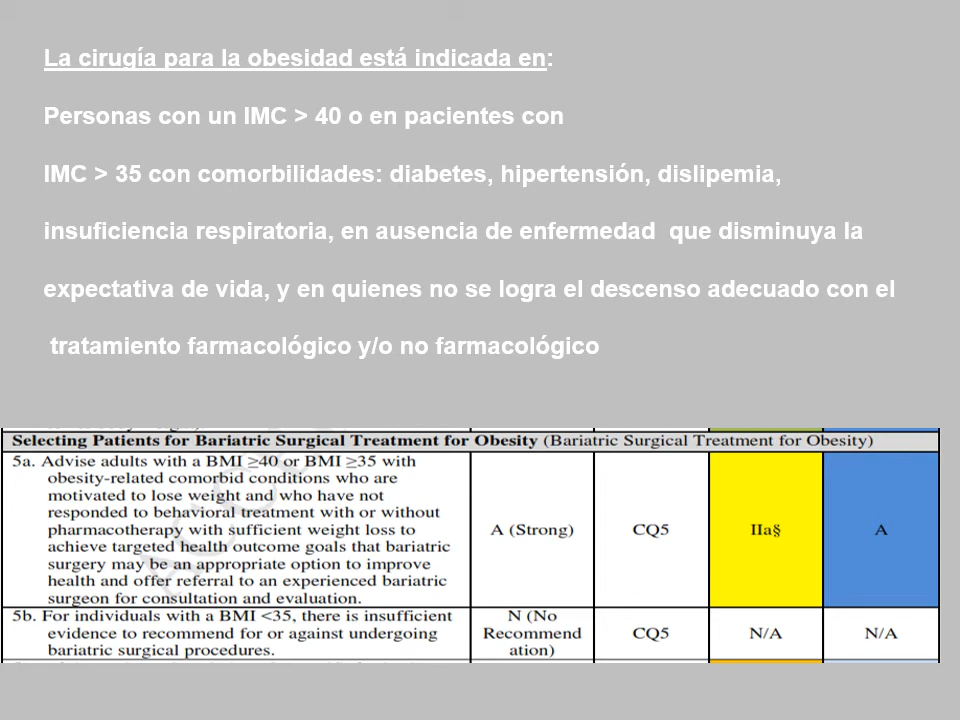 La cirugía para la obesidad está indicada en:
Personas con un IMC > 40 o en pacientes con
IMC > 35 con comorbilidades: diabetes, hipertensión, dislipemia,
insuficiencia respiratoria, en ausencia de enfermedad  que disminuya la
expectativa de vida, y en quienes no se logra el descenso adecuado con el
tratamiento farmacológico y/o no farmacológico
Selecting Patients for Bariatric Surgical Treatment for Obesity (Bariatric Surgical Treatment for Obesity)
5a. Advise adults with a BMI ≥40 or BMI ≥35 with
obesity-related comorbid conditions who are
motivated to lose weight and who have not
responded to behavioral treatment with or without
pharmacotherapy with sufficient weight loss to
achieve targeted health outcome goals that bariatric
surgery may be an appropriate option to improve
health and offer referral to an experienced bariatric
surgeon for consultation and evaluation.
A (Strong)
CQ5
IIa§
A
5b. For individuals with a BMI <35, there is insufficient
evidence to recommend for or against undergoing
bariatric surgical procedures.
N (No
Recommend
ation)
CQ5
N/A
N/A